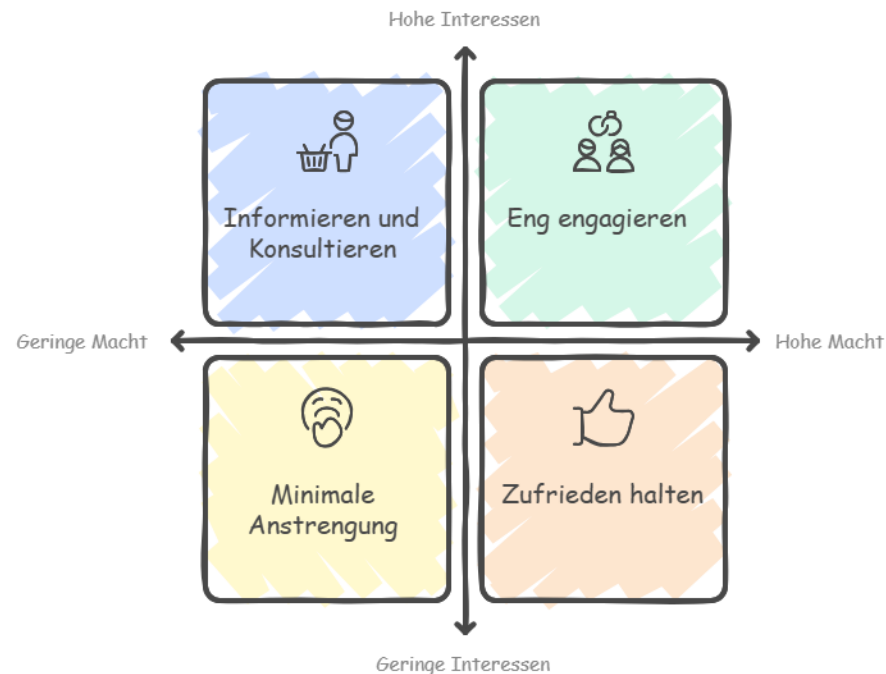 Hohe Interessen
Informieren und
Konsultieren
Eng engagieren
Geringe Macht
Hohe Macht
Minimale
Anstrengung
Zufrieden halten
Geringe Interessen